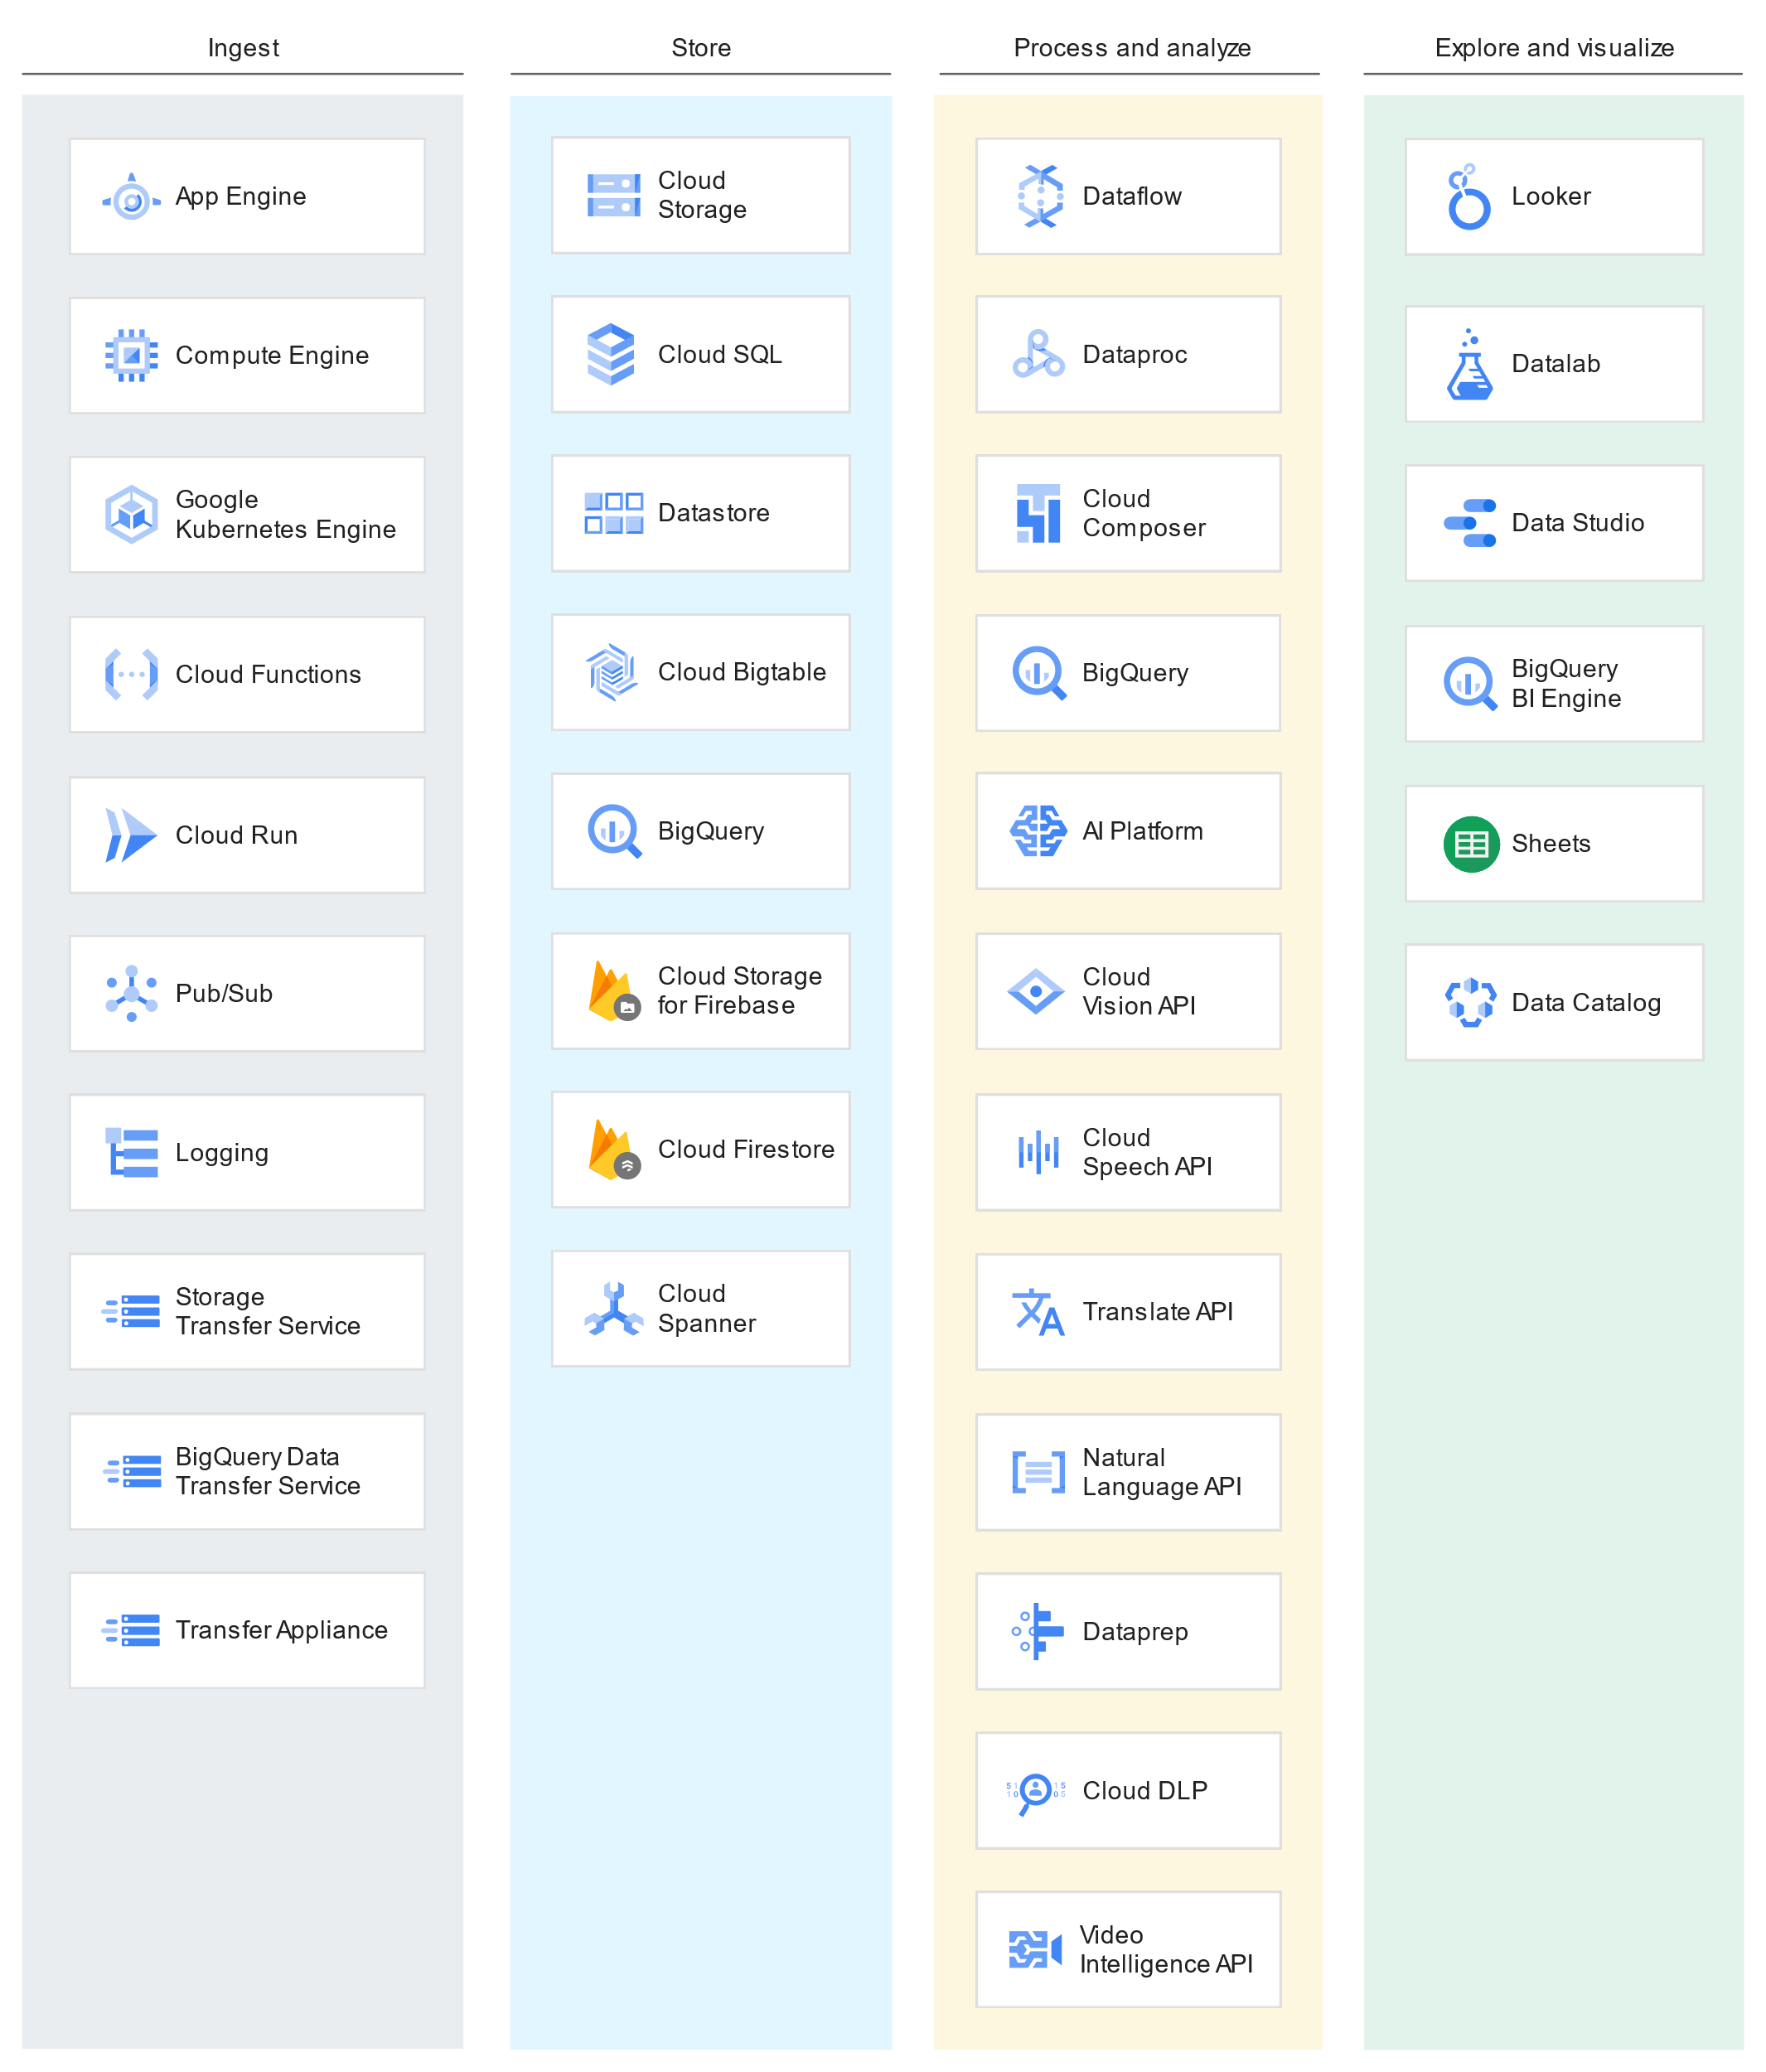 Ingest
Store
Process and analyze
Explore and visualize
App Engine
Compute Engine
Google
Kubernetes Engine
Cloud Functions
Cloud Run
Pub/Sub
Logging
Storage
Transfer Service
BigQuery Data
Transfer Service
Transfer Appliance
Cloud
Storage
Cloud SQL
Datastore
Cloud Bigtable
BigQuery
Cloud Storage
for Firebase
Cloud Firestore
Cloud
Spanner
Dataflow
Dataproc
Cloud
Composer
BigQuery
AI Platform
Cloud
Vision API
Cloud
Speech API
Translate API
Natural
Language API
Dataprep
Cloud DLP
Video
Intelligence API
Looker
Datalab
Data Studio
BigQuery
BI Engine
Sheets
Data Catalog